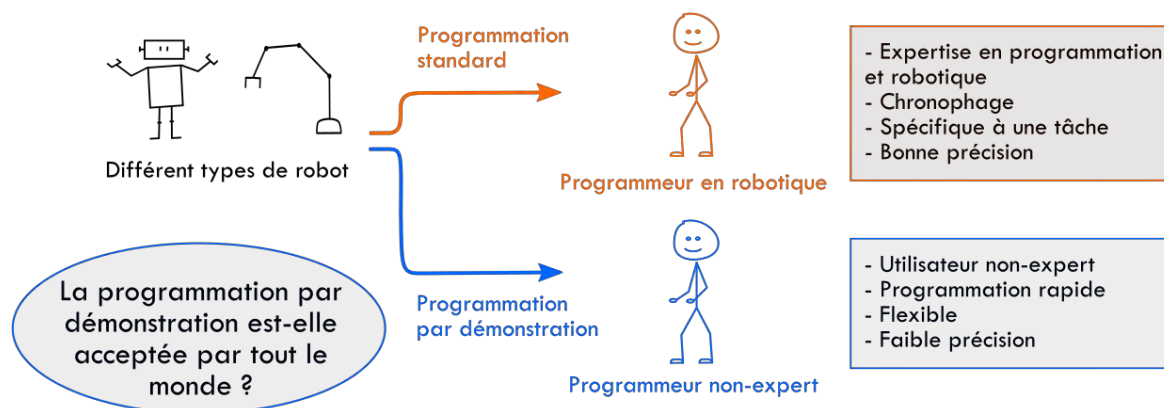 Programmation
standard
Différent types de robot
Programmeur en robotique
- Expertise en programmation
et robotique
- Chronophage
- Spécifique à une tâche
- Bonne précision
La programmation par
démonstration est-elle
acceptée par tout le
monde ?
Programmation
par démonstration
Programmeur non-expert
- Utilisateur non-expert
- Programmation rapide
- Flexible
- Faible précision